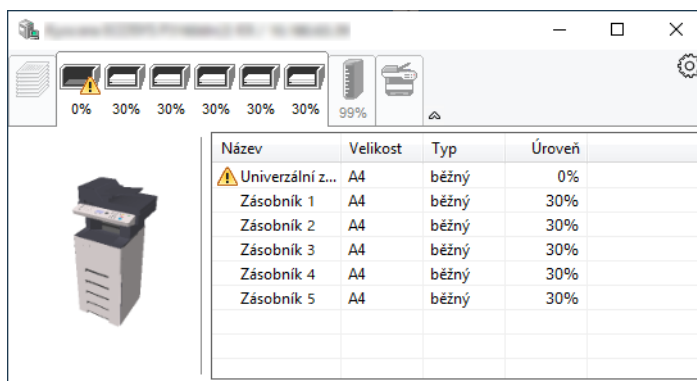 0% 30% 30% 30% 30% 30% 99%
Název Velikost Typ Úroveň
Univerzální z... A4 běžný 0%
Zásobník 1 A4 běžný 30%
Zásobník 2 A4 běžný 30%
Zásobník 3 A4 běžný 30%
Zásobník 4 A4 běžný 30%
Zásobník 5 A4 běžný 30%